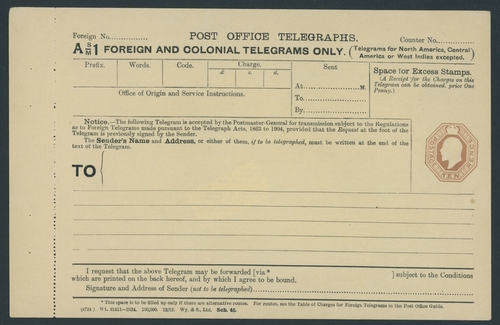 Foreign No.
POST OFFICE TELEGRAPHS.
Counter No.
A S/M 1 FOREIGN AND COLONIAL TELEGRAMS ONLY. (Telegrams for North America, Central America or West Indies excepted.)
Prefix. Words. Code. Charge. Sent
£ s. d.
At M.
To
By
Office of Origin and Service Instructions.
Space for Excess Stamps.
(A Receipt for the Charges on this
Telegram can be obtained, price One
Penny.)
Notice.—The following Telegram is accepted by the Postmaster-General for transmission subject to the Regulations
as to Foreign Telegrams made pursuant to the Telegraph Acts, 1863 to 1904, provided that the Request at the foot of the
Telegram is previously signed by the Sender.
The Sender's Name and Address, or either of them, if to be telegraphed, must be written at the end of the
text of the Telegram.
TO
POSTAGE
TEN PENCE
I request that the above Telegram may be forwarded [via * ] subject to the Conditions
which are printed on the back hereof, and by which I agree to be bound.
Signature and Address of Sender (not to be telegraphed)
* This space is to be filled up only if there are alternative routes. For routes, see the Table of Charges for Foreign Telegrams in the Post Office Guide.
Wy. & S., Ltd. Sch. 45.